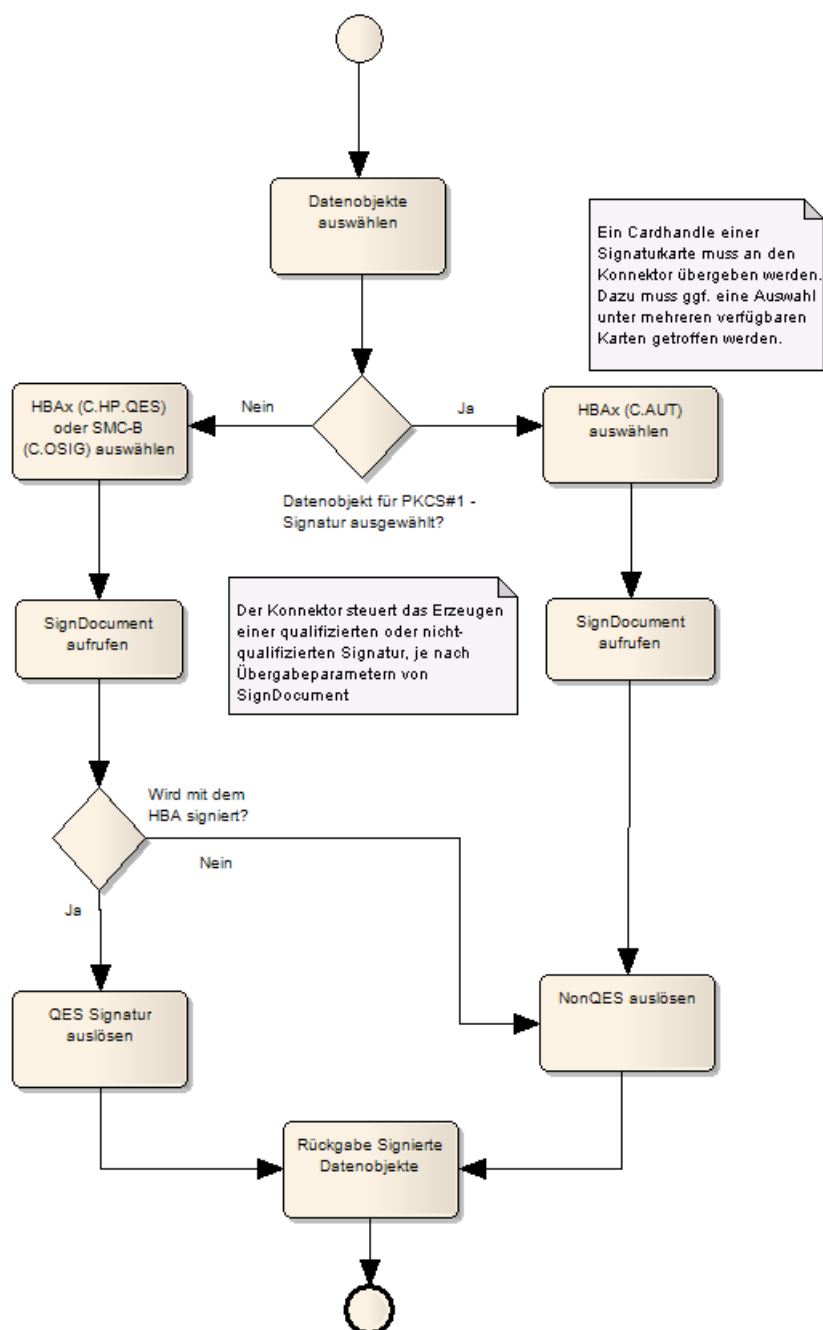 Datenobjekte
auswählen
Ein Cardhandle einer
Signaturkarte muss an den
Konnektor übergeben werden.
Dazu muss ggf. eine Auswahl
unter mehreren verfügbaren
Karten getroffen werden.
HBAx (C.HP.QES)
oder SMC-B
(C.OSIG) auswählen
Nein
Ja
HBAx (C.AUT)
auswählen
Datenobjekt für PKCS#1 -
Signatur ausgewählt?
SignDocument
aufrufen
Der Konnektor steuert das Erzeugen
einer qualifizierten oder nicht-
qualifizierten Signatur, je nach
Übergabeparametern von
SignDocument
SignDocument
aufrufen
Wird mit dem
HBA signiert?
Nein
Ja
QES Signatur
auslösen
NonQES auslösen
Rückgabe Signierte
Datenobjekte